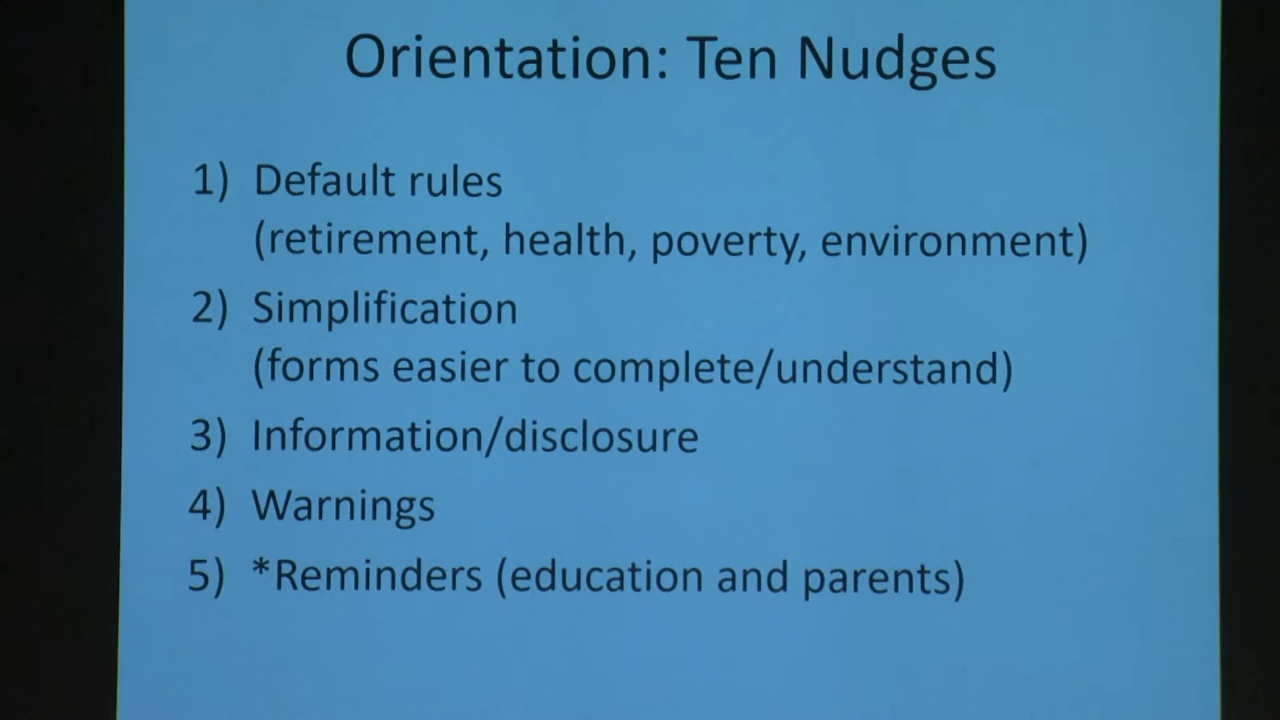 Orientation: Ten Nudges
1) Default rules
(retirement, health, poverty, environment)
2) Simplification
(forms easier to complete/understand)
3) Information/disclosure
4) Warnings
5) *Reminders (education and parents)